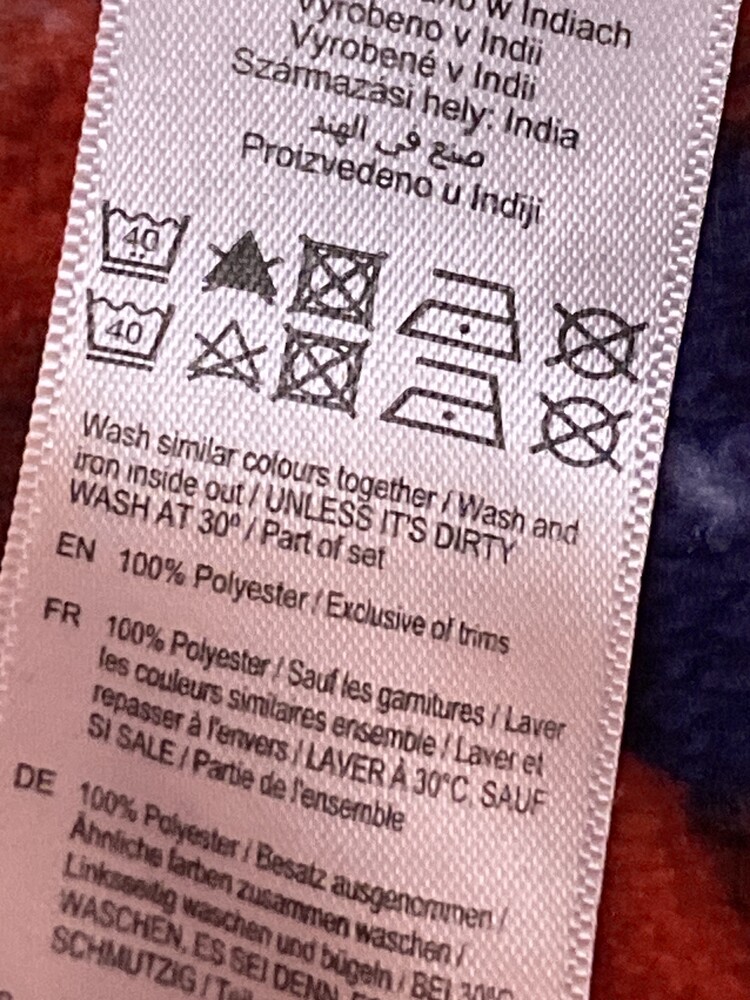 w Indiach
Vyrobeno v Indii
Vyrobené v Indii
Származási hely: India
صنع في الهند
Proizvedeno u Indiji
40
40
Wash similar colours together / Wash and
iron inside out / UNLESS IT'S DIRTY
WASH AT 30º / Part of set
EN 100% Polyester / Exclusive of trims
FR 100% Polyester / Sauf les garnitures / Laver
les couleurs similaires ensemble / Laver et
repasser à l'envers / LAVER À 30°C SAUF
SI SALE / Partie de l'ensemble
DE 100% Polyester / Besatz ausgenommen /
Ähnliche farben zusammen waschen /
Linksseitig waschen und bügeln / BEI 30°C
WASCHEN, ES SEI DENN,
SCHMUTZIG /